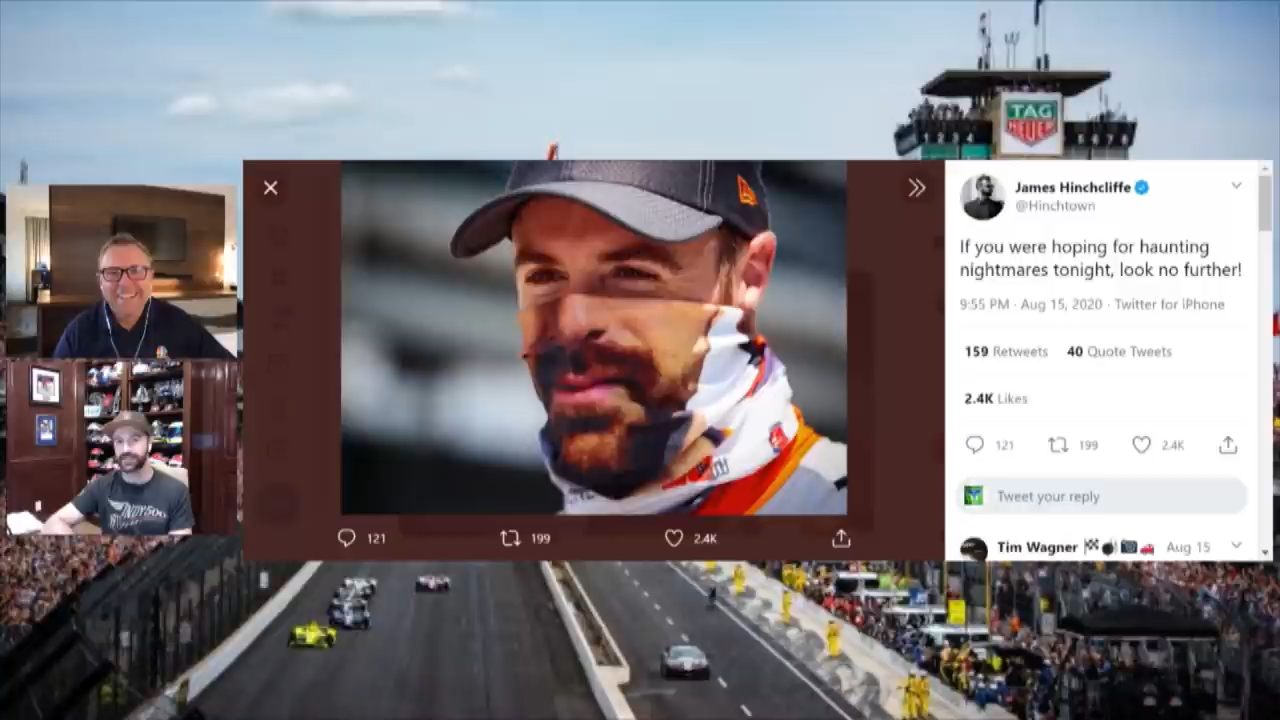 TAG
HEUER
James Hinchcliffe
@Hinchtown
If you were hoping for haunting
nightmares tonight, look no further!
9:55 PM · Aug 15, 2020 · Twitter for iPhone
159 Retweets 40 Quote Tweets
2.4K Likes
121 199 2.4K
Tweet your reply
Tim Wagner Aug 15
121 199 2.4K
INDY500